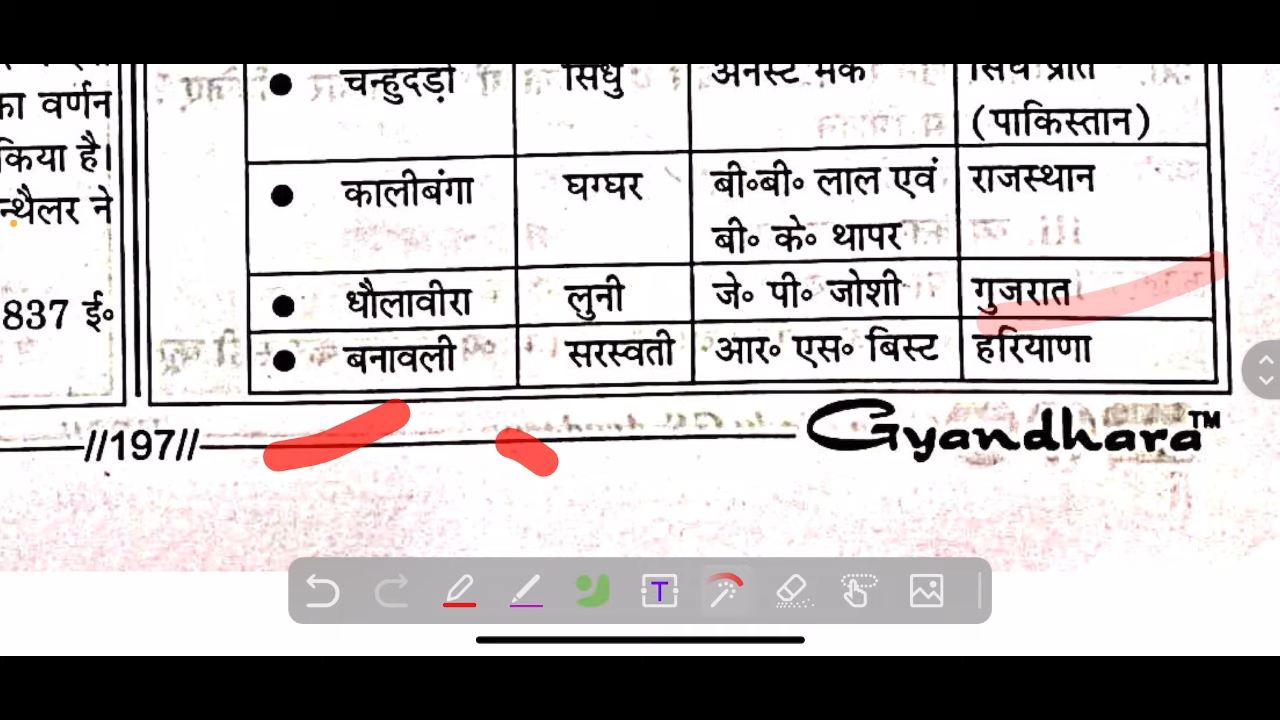 का वर्णन
किया है।
न्थैलर ने
837 ई॰
चन्हुदड़ो सिंधु अर्नेस्ट मैके सिंध प्रांत
(पाकिस्तान)
कालीबंगा घग्घर बी॰बी॰ लाल एवं राजस्थान
बी॰ के॰ थापर
धौलावीरा लुनी जे॰ पी॰ जोशी गुजरात
बनावली सरस्वती आर॰ एस॰ बिस्ट हरियाणा
//197// Gyandhara™
T